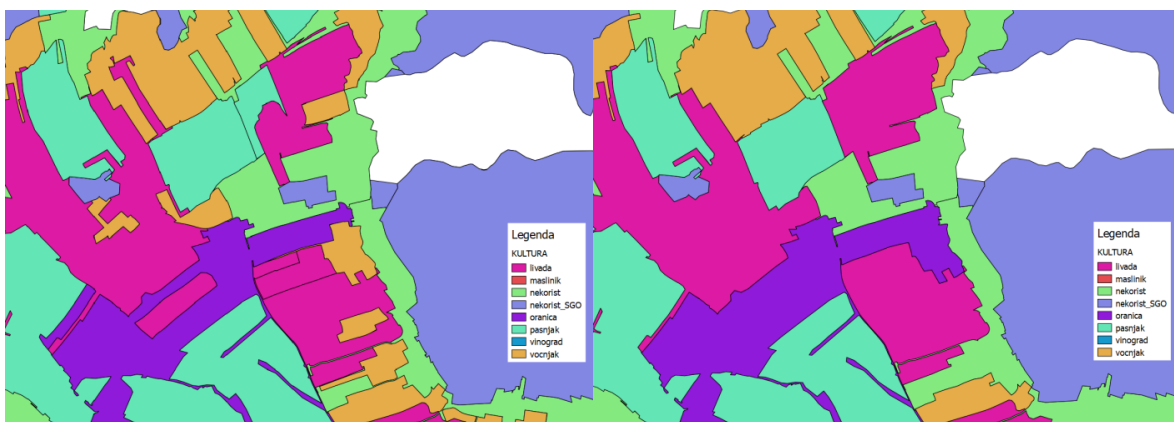 Legenda
KULTURA
livada
maslinik
nekorist
nekorist_SGO
oranica
pasnjak
vinograd
vocnjak
Legenda
KULTURA
livada
maslinik
nekorist
nekorist_SGO
oranica
pasnjak
vinograd
vocnjak